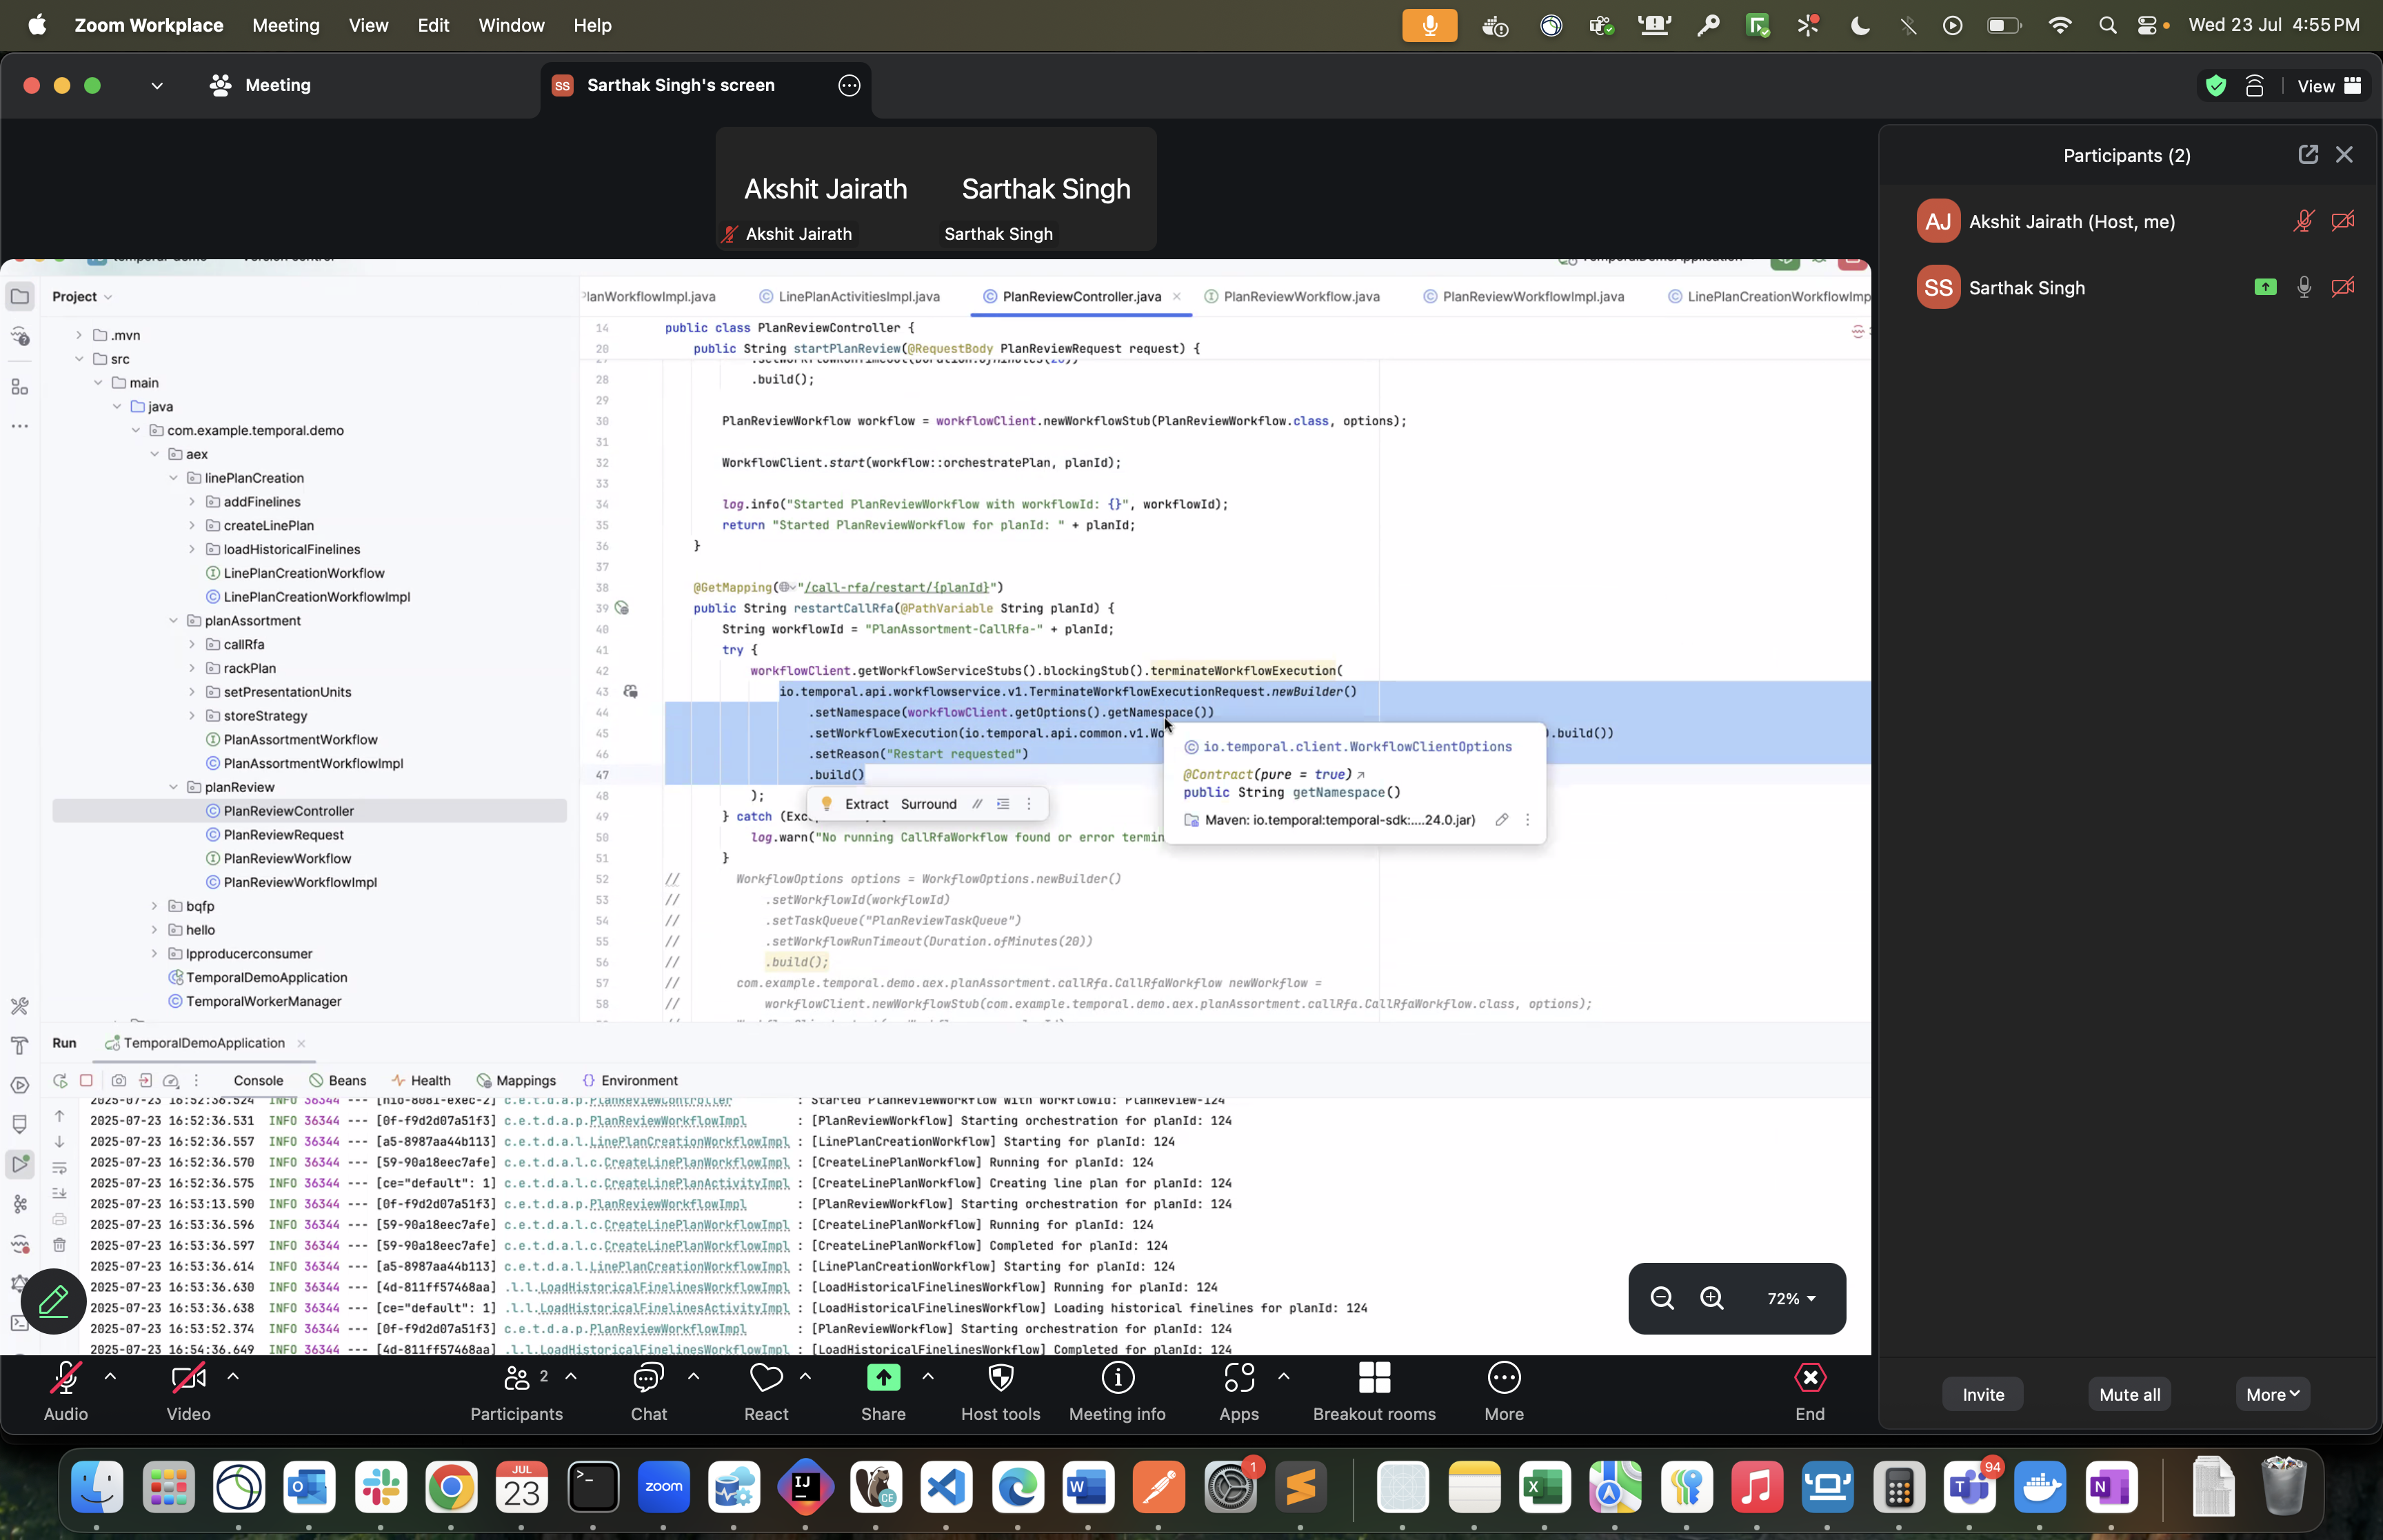 Zoom Workplace Meeting View Edit Window Help
Wed 23 Jul 4:55 PM
Meeting
SS Sarthak Singh's screen
View
Akshit Jairath Sarthak Singh
Akshit Jairath Sarthak Singh
Participants (2)
AJ Akshit Jairath (Host, me)
SS Sarthak Singh
Project
PlanWorkflowImpl.java LinePlanActivitiesImpl.java PlanReviewController.java PlanReviewWorkflow.java PlanReviewWorkflowImpl.java LinePlanCreationWorkflowImp
.mvn
src
main
java
com.example.temporal.demo
aex
linePlanCreation
addFinelines
createLinePlan
loadHistoricalFinelines
LinePlanCreationWorkflow
LinePlanCreationWorkflowImpl
planAssortment
callRfa
rackPlan
setPresentationUnits
storeStrategy
PlanAssortmentWorkflow
PlanAssortmentWorkflowImpl
planReview
PlanReviewController
PlanReviewRequest
PlanReviewWorkflow
PlanReviewWorkflowImpl
bqfp
hello
lpproducerconsumer
TemporalDemoApplication
TemporalWorkerManager
14 public class PlanReviewController {
20 public String startPlanReview(@RequestBody PlanReviewRequest request) {
28 .build();
29
30 PlanReviewWorkflow workflow = workflowClient.newWorkflowStub(PlanReviewWorkflow.class, options);
31
32 WorkflowClient.start(workflow::orchestratePlan, planId);
33
34 log.info("Started PlanReviewWorkflow with workflowId: {}", workflowId);
35 return "Started PlanReviewWorkflow for planId: " + planId;
36 }
37
38 @GetMapping("/call-rfa/restart/{planId}")
39 public String restartCallRfa(@PathVariable String planId) {
40 String workflowId = "PlanAssortment-CallRfa-" + planId;
41 try {
42 workflowClient.getWorkflowServiceStubs().blockingStub().terminateWorkflowExecution(
43 io.temporal.api.workflowservice.v1.TerminateWorkflowExecutionRequest.newBuilder()
44 .setNamespace(workflowClient.getOptions().getNamespace())
45 .setWorkflowExecution(io.temporal.api.common.v1.Wo ).build())
46 .setReason("Restart requested")
47 .build()
48 );
49 } catch (Exc
50 log.warn("No running CallRfaWorkflow found or error termin
51 }
52 // WorkflowOptions options = WorkflowOptions.newBuilder()
53 // .setWorkflowId(workflowId)
54 // .setTaskQueue("PlanReviewTaskQueue")
55 // .setWorkflowRunTimeout(Duration.ofMinutes(20))
56 // .build();
57 // com.example.temporal.demo.aex.planAssortment.callRfa.CallRfaWorkflow newWorkflow =
58 // workflowClient.newWorkflowStub(com.example.temporal.demo.aex.planAssortment.callRfa.CallRfaWorkflow.class, options);
Extract Surround
io.temporal.client.WorkflowClientOptions
@Contract(pure = true)
public String getNamespace()
Maven: io.temporal:temporal-sdk:....24.0.jar)
Run TemporalDemoApplication
Console Beans Health Mappings Environment
2025-07-23 16:52:36.524 INFO 36344 --- [nio-8081-exec-2] c.e.t.d.a.p.PlanReviewController : Started PlanReviewWorkflow with workflowId: PlanReview-124
2025-07-23 16:52:36.531 INFO 36344 --- [0f-f9d2d07a51f3] c.e.t.d.a.p.PlanReviewWorkflowImpl : [PlanReviewWorkflow] Starting orchestration for planId: 124
2025-07-23 16:52:36.557 INFO 36344 --- [a5-8987aa44b113] c.e.t.d.a.l.LinePlanCreationWorkflowImpl : [LinePlanCreationWorkflow] Starting for planId: 124
2025-07-23 16:52:36.570 INFO 36344 --- [59-90a18eec7afe] c.e.t.d.a.l.c.CreateLinePlanWorkflowImpl : [CreateLinePlanWorkflow] Running for planId: 124
2025-07-23 16:52:36.575 INFO 36344 --- [ce="default": 1] c.e.t.d.a.l.c.CreateLinePlanActivityImpl : [CreateLinePlanWorkflow] Creating line plan for planId: 124
2025-07-23 16:53:13.590 INFO 36344 --- [0f-f9d2d07a51f3] c.e.t.d.a.p.PlanReviewWorkflowImpl : [PlanReviewWorkflow] Starting orchestration for planId: 124
2025-07-23 16:53:36.596 INFO 36344 --- [59-90a18eec7afe] c.e.t.d.a.l.c.CreateLinePlanWorkflowImpl : [CreateLinePlanWorkflow] Running for planId: 124
2025-07-23 16:53:36.597 INFO 36344 --- [59-90a18eec7afe] c.e.t.d.a.l.c.CreateLinePlanWorkflowImpl : [CreateLinePlanWorkflow] Completed for planId: 124
2025-07-23 16:53:36.614 INFO 36344 --- [a5-8987aa44b113] c.e.t.d.a.l.LinePlanCreationWorkflowImpl : [LinePlanCreationWorkflow] Starting for planId: 124
2025-07-23 16:53:36.630 INFO 36344 --- [4d-811ff57468aa] .l.l.LoadHistoricalFinelinesWorkflowImpl : [LoadHistoricalFinelinesWorkflow] Running for planId: 124
2025-07-23 16:53:36.638 INFO 36344 --- [ce="default": 1] .l.l.LoadHistoricalFinelinesActivityImpl : [LoadHistoricalFinelinesWorkflow] Loading historical finelines for planId: 124
2025-07-23 16:53:52.374 INFO 36344 --- [0f-f9d2d07a51f3] c.e.t.d.a.p.PlanReviewWorkflowImpl : [PlanReviewWorkflow] Starting orchestration for planId: 124
2025-07-23 16:54:36.649 INFO 36344 --- [4d-811ff57468aa] .l.l.LoadHistoricalFinelinesWorkflowImpl : [LoadHistoricalFinelinesWorkflow] Completed for planId: 124
72%
2
Audio Video Participants Chat React Share Host tools Meeting info Apps Breakout rooms More End
Invite Mute all More
JUL
23
zoom
IJ
CE
1
94